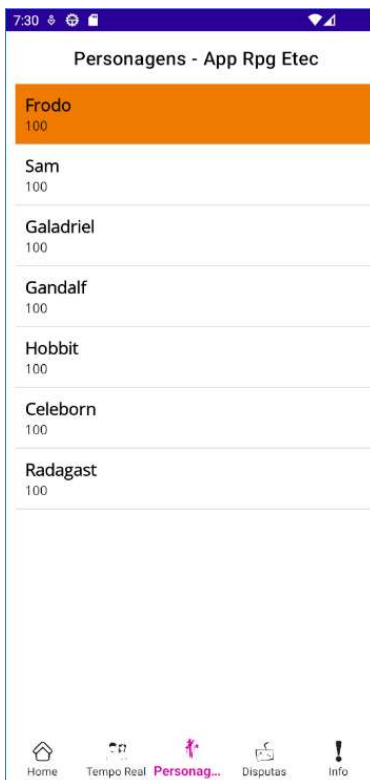 7:30
Personagens - App Rpg Etec
Frodo
100
Sam
100
Galadriel
100
Gandalf
100
Hobbit
100
Celeborn
100
Radagast
100
Home Tempo Real Personag... Disputas Info